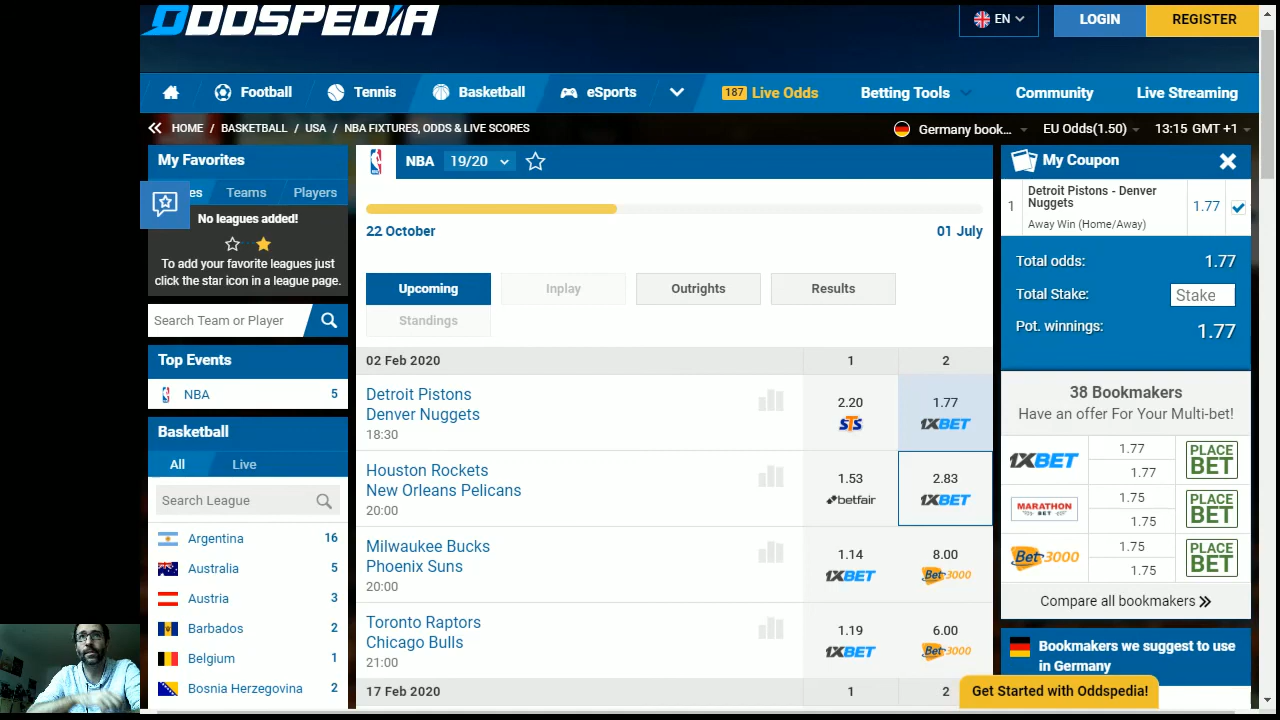 ODDSPEDIA
EN
LOGIN
REGISTER
Football
Tennis
Basketball
eSports
187 Live Odds
Betting Tools
Community
Live Streaming
HOME / BASKETBALL / USA / NBA FIXTURES, ODDS & LIVE SCORES
Germany book...
EU Odds(1.50)
13:15 GMT +1
My Favorites
es
Teams
Players
No leagues added!
To add your favorite leagues just
click the star icon in a league page.
Search Team or Player
Top Events
NBA 5
Basketball
All
Live
Search League
Argentina 16
Australia 5
Austria 3
Barbados 2
Belgium 1
Bosnia Herzegovina 2
NBA 19/20
22 October
01 July
Upcoming
Inplay
Outrights
Results
Standings
02 Feb 2020 1 2
Detroit Pistons
Denver Nuggets
18:30
2.20
STS
1.77
1XBET
Houston Rockets
New Orleans Pelicans
20:00
1.53
betfair
2.83
1XBET
Milwaukee Bucks
Phoenix Suns
20:00
1.14
1XBET
8.00
Bet3000
Toronto Raptors
Chicago Bulls
21:00
1.19
1XBET
6.00
Bet3000
17 Feb 2020 1 2
My Coupon
1
Detroit Pistons - Denver
Nuggets
Away Win (Home/Away)
1.77
Total odds: 1.77
Total Stake: Stake
Pot. winnings: 1.77
38 Bookmakers
Have an offer For Your Multi-bet!
1XBET
1.77
1.77
PLACE
BET
MARATHON
BET
1.75
1.75
PLACE
BET
Bet3000
1.75
1.75
PLACE
BET
Compare all bookmakers
Bookmakers we suggest to use
in Germany
Get Started with Oddspedia!